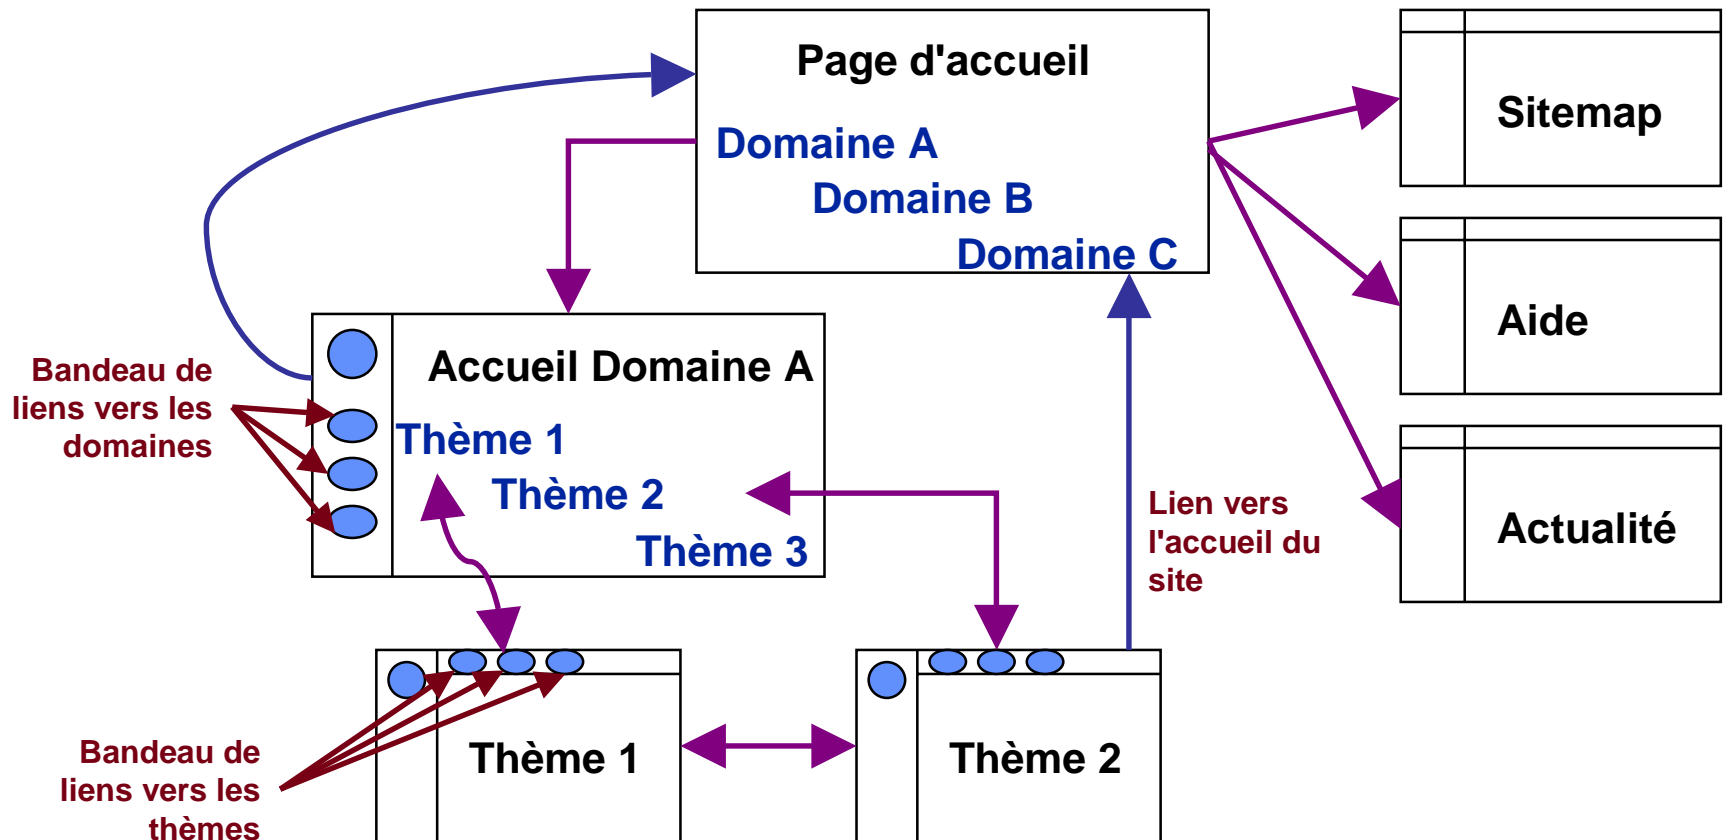 Page d'accueil
Domaine A
Domaine B
Domaine C
Sitemap
Aide
Actualité
Accueil Domaine A
Thème 1
Thème 2
Thème 3
Bandeau de
liens vers les
domaines
Lien vers
l'accueil du
site
Thème 1
Thème 2
Bandeau de
liens vers les
thèmes